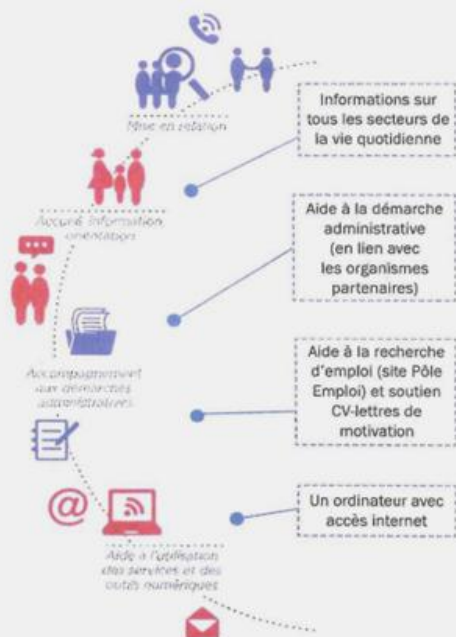 Mise en relation
Informations sur
tous les secteurs de
la vie quotidienne
Accueil information
orientation
Aide à la démarche
administrative
(en lien avec
les organismes
partenaires)
Accompagnement
aux démarches
administratives
Aide à la recherche
d'emploi (site Pôle
Emploi) et soutien
CV-lettres de
motivation
@
Un ordinateur avec
accès internet
Aide à l'utilisation
des services et des
outils numériques